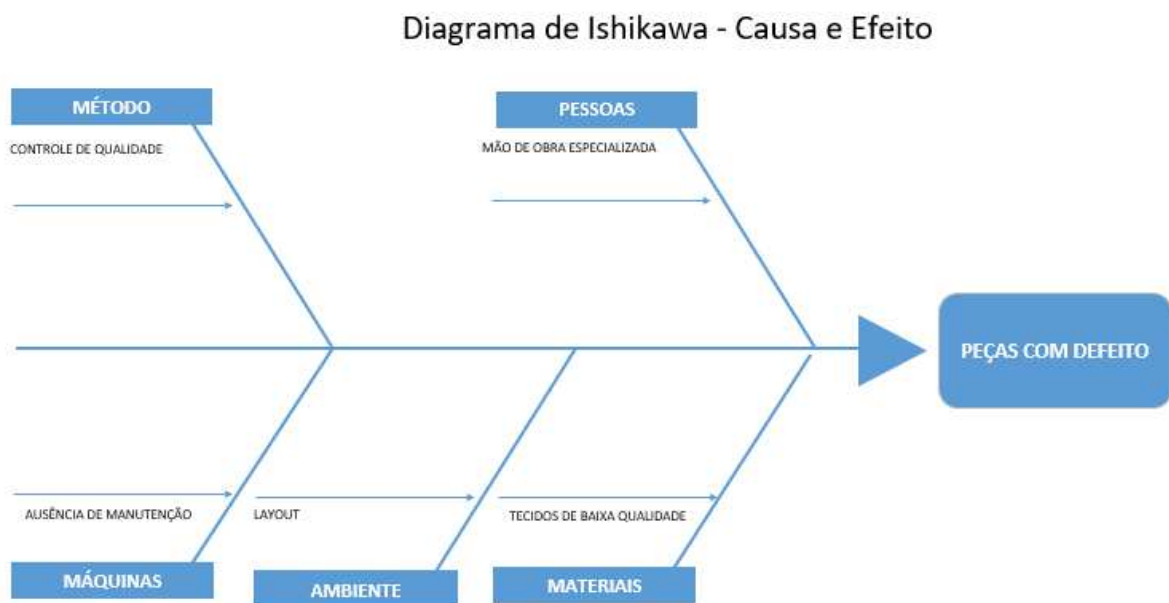 Diagrama de Ishikawa - Causa e Efeito
MÉTODO
PESSOAS
CONTROLE DE QUALIDADE
MÃO DE OBRA ESPECIALIZADA
PEÇAS COM DEFEITO
AUSÊNCIA DE MANUTENÇÃO
LAYOUT
TECIDOS DE BAIXA QUALIDADE
MÁQUINAS
AMBIENTE
MATERIAIS